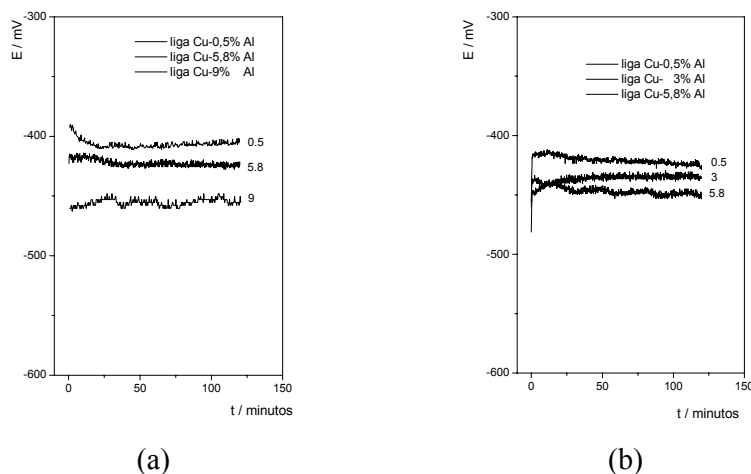 -300
-400
-500
-600
E / mV
liga Cu-0,5% Al
liga Cu-5,8% Al
liga Cu-9% Al
0.5
5.8
9
0 50 100 150
t / minutos
(a)
-300
-400
-500
-600
E / mV
liga Cu-0,5% Al
liga Cu- 3% Al
liga Cu-5,8% Al
0.5
3
5.8
0 50 100 150
t / minutos
(b)